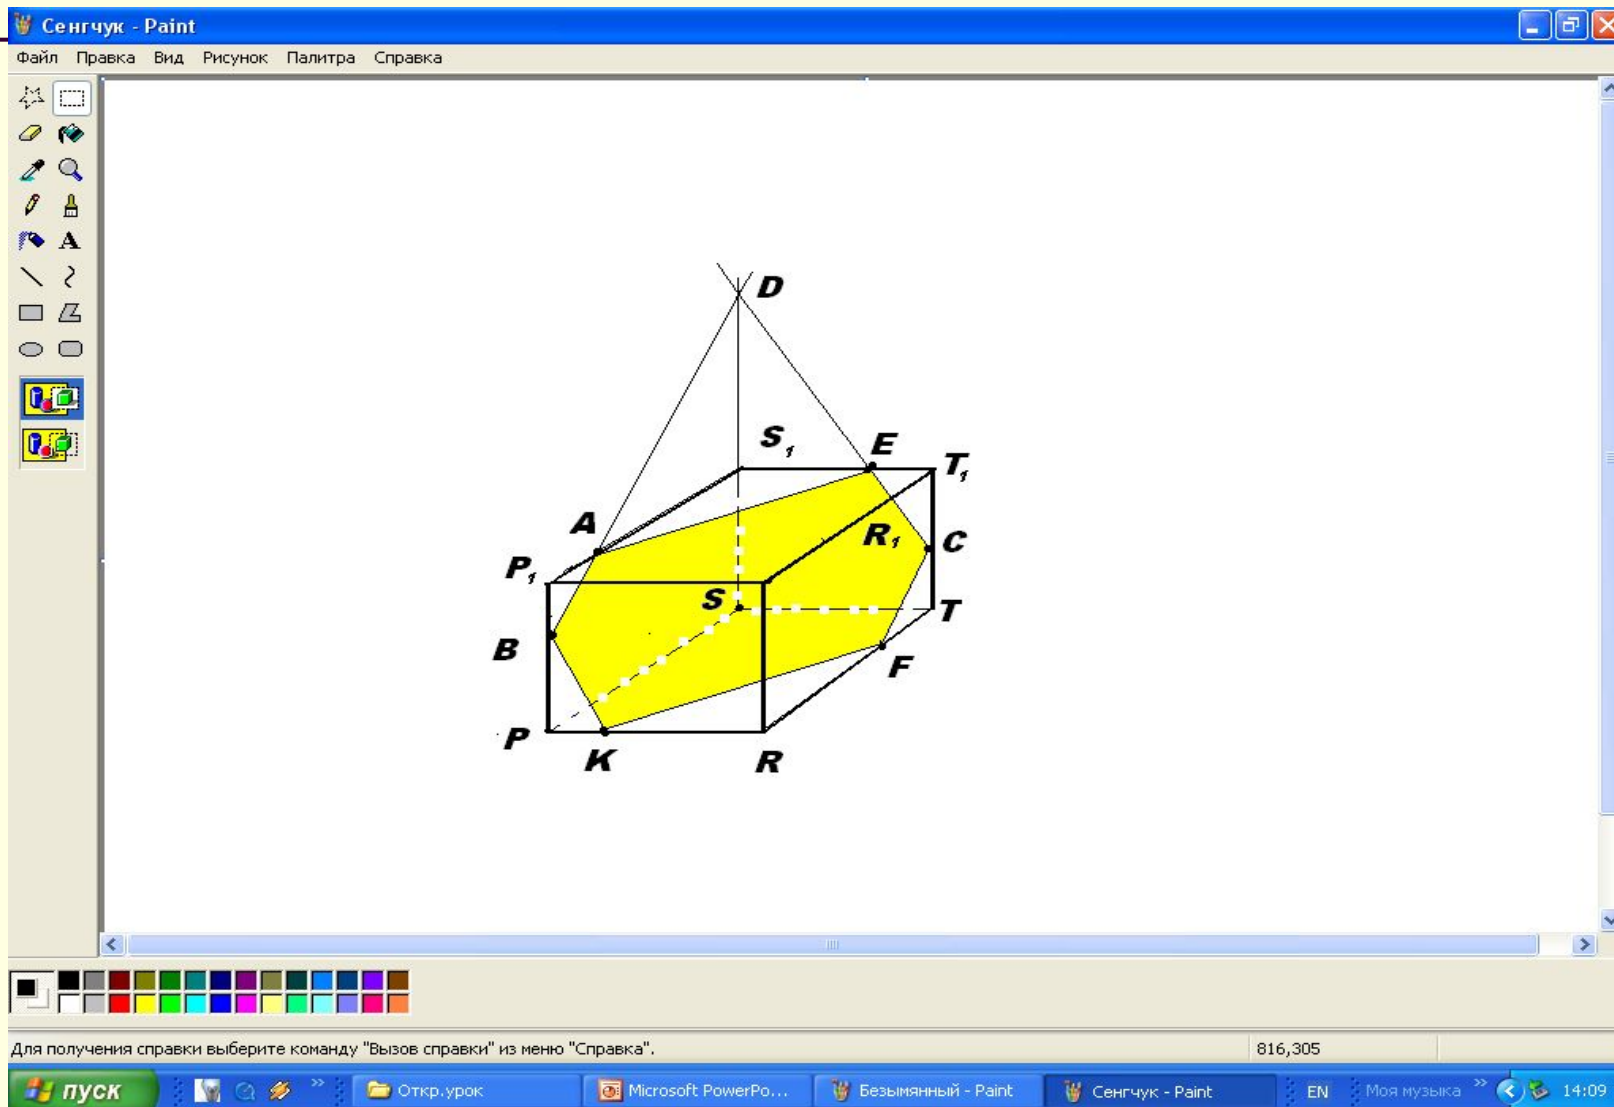 Сенгчук - Paint
Файл Правка Вид Рисунок Палитра Справка
A
D
S₁
E
T₁
A
R₁
C
P₁
S
T
B
F
P
K
R
Для получения справки выберите команду "Вызов справки" из меню "Справка".
816,305
пуск
Откр.урок
Microsoft PowerPo...
Безымянный - Paint
Сенгчук - Paint
EN
Моя музыка
14:09